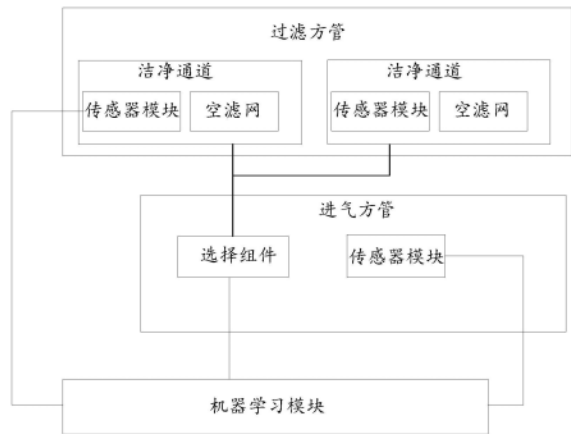 过滤方管
洁净通道
洁净通道
传感器模块
空滤网
传感器模块
空滤网
进气方管
选择组件
传感器模块
机器学习模块